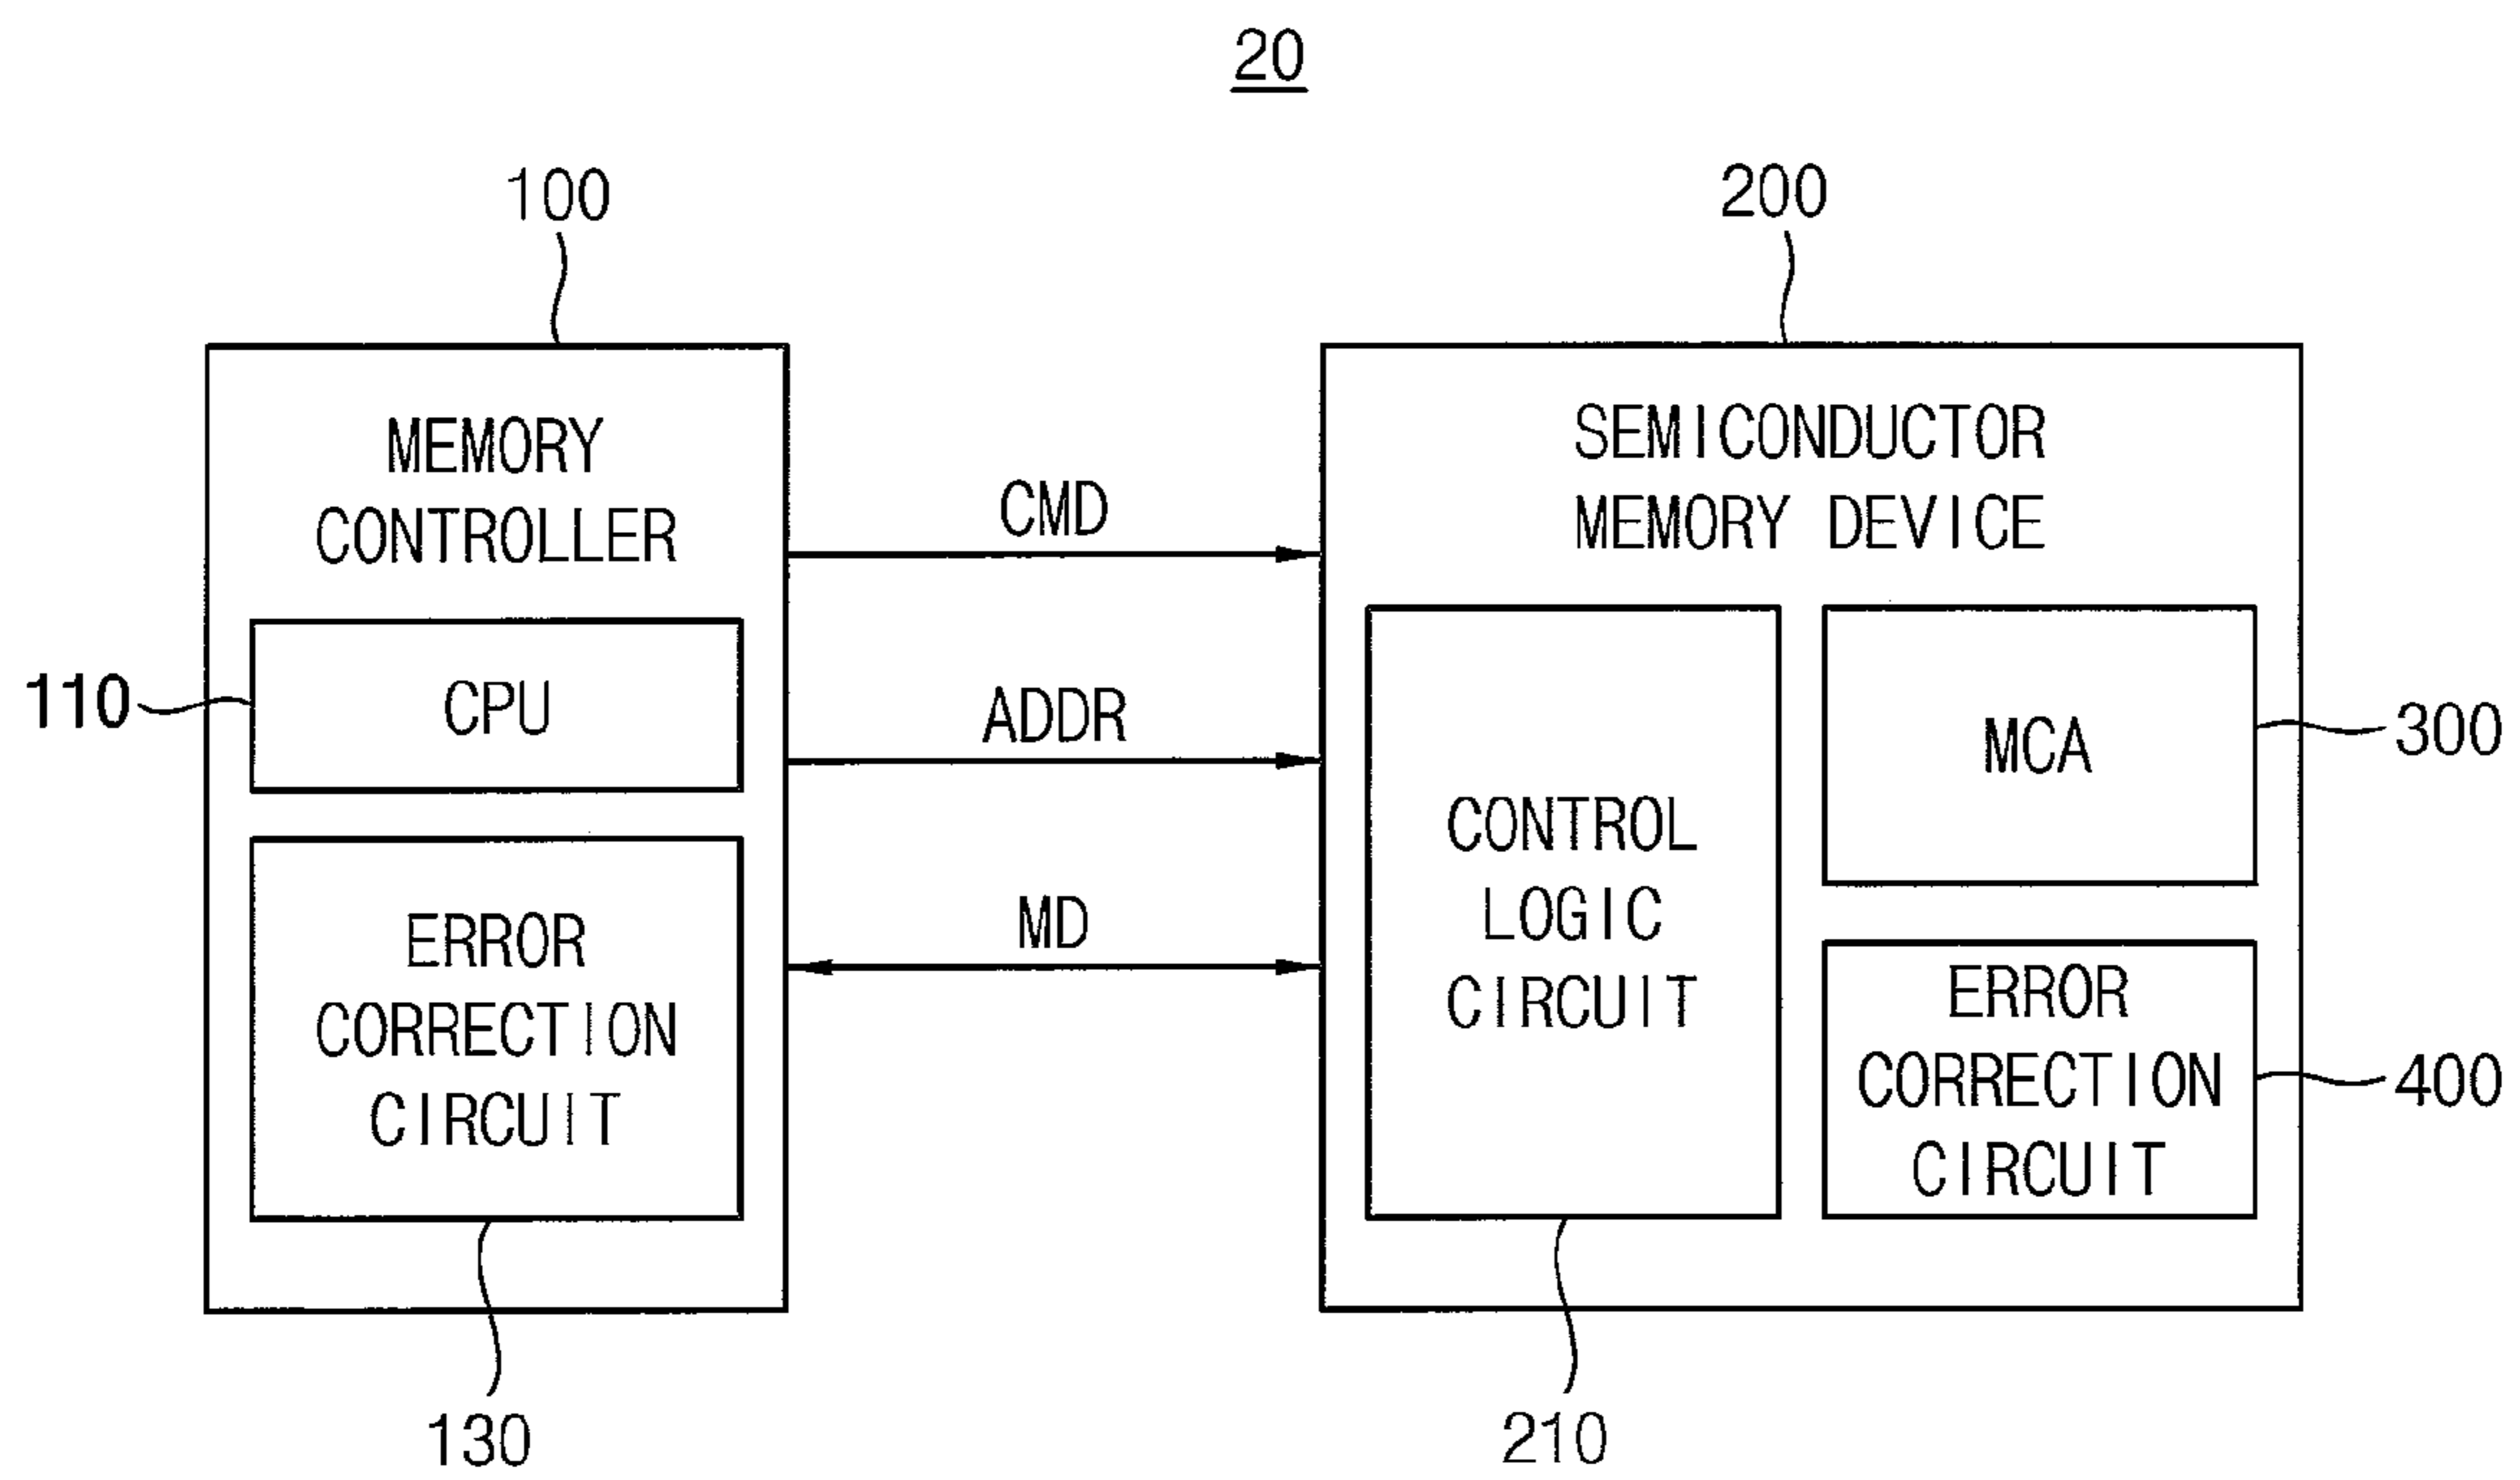 20
100
200
MEMORY
CONTROLLER
110
CPU
ERROR
CORRECTION
CIRCUIT
130
CMD
ADDR
MD
SEMICONDUCTOR
MEMORY DEVICE
CONTROL
LOGIC
CIRCUIT
210
MCA
300
ERROR
CORRECTION
CIRCUIT
400